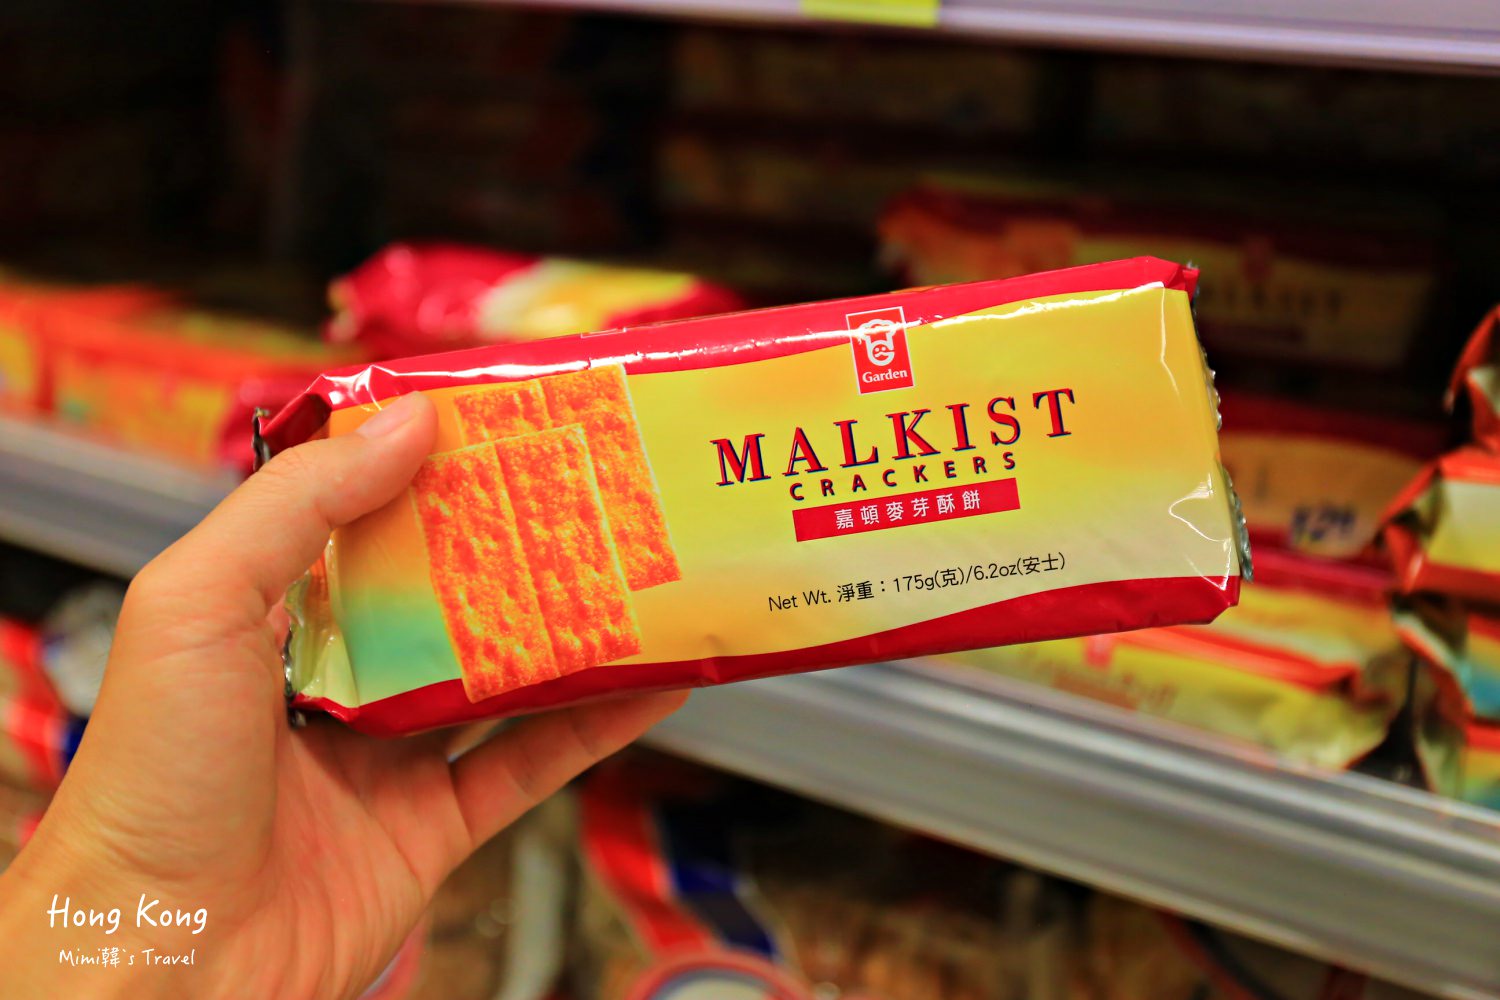 Garden
MALKIST
CRACKERS
嘉頓麥芽酥餅
Net Wt. 淨重：175g(克)/6.2oz(安士)
Hong Kong
Mimi韓's Travel